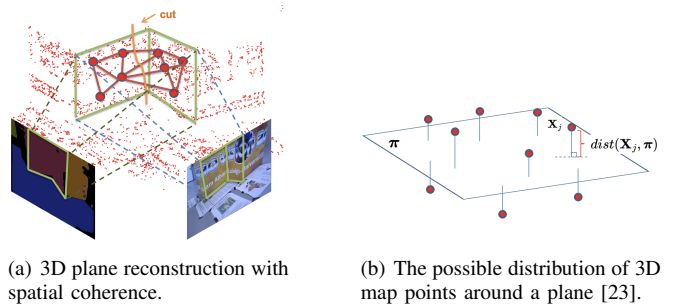 cut
π
X_j
dist(X_j, π)
(a) 3D plane reconstruction with
spatial coherence.
(b) The possible distribution of 3D
map points around a plane [23].